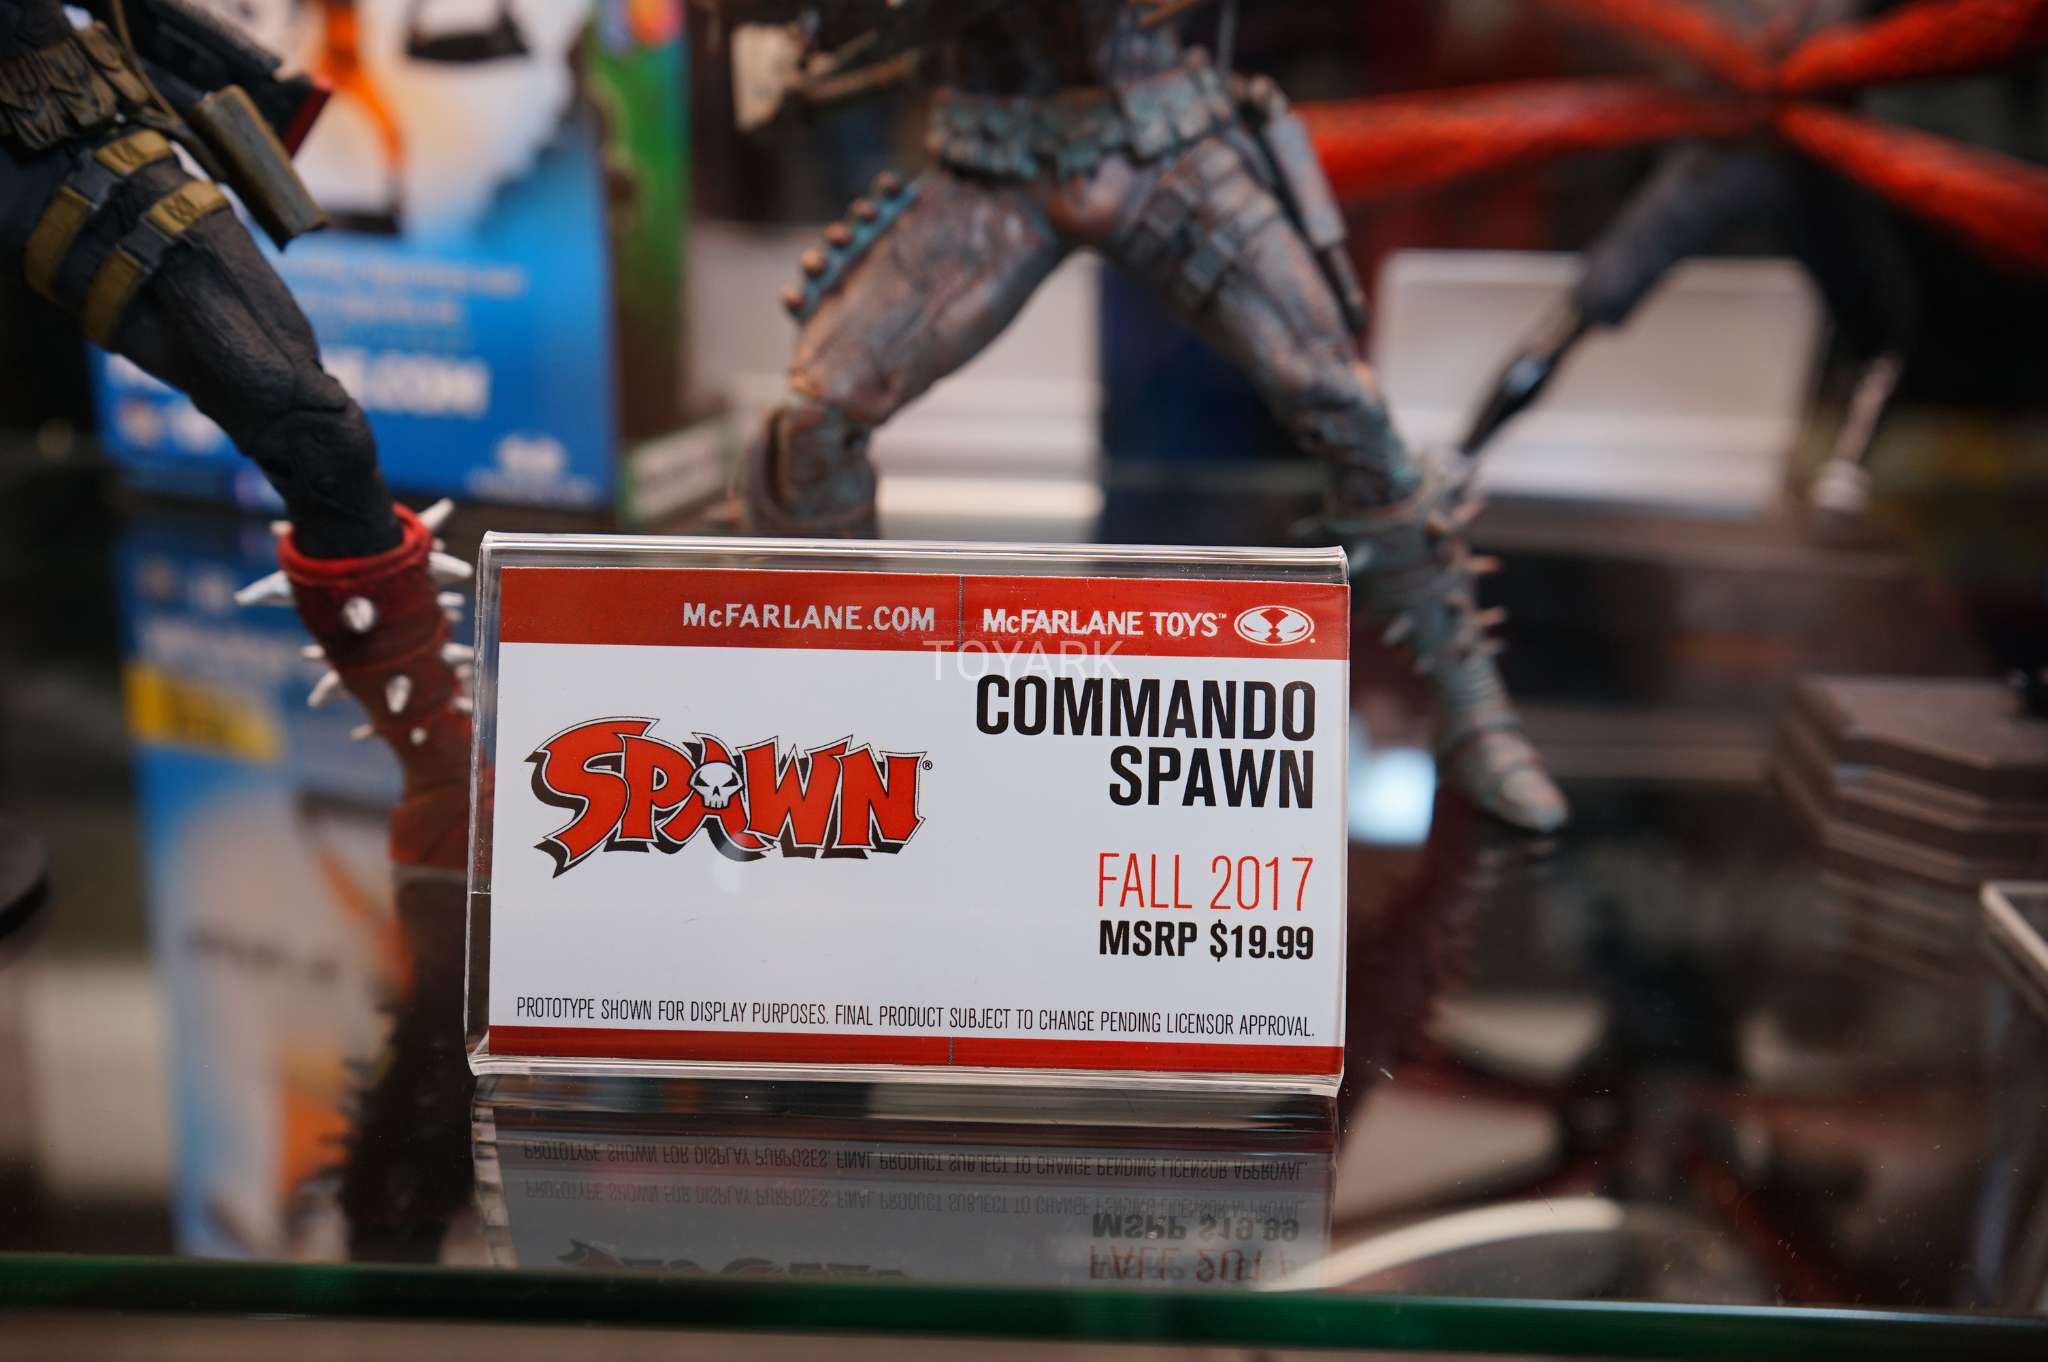 .COM
McFARLANE.COM
McFARLANE TOYS™
TOYARK
SPAWN®
COMMANDO
SPAWN
FALL 2017
MSRP $19.99
PROTOTYPE SHOWN FOR DISPLAY PURPOSES. FINAL PRODUCT SUBJECT TO CHANGE PENDING LICENSOR APPROVAL.